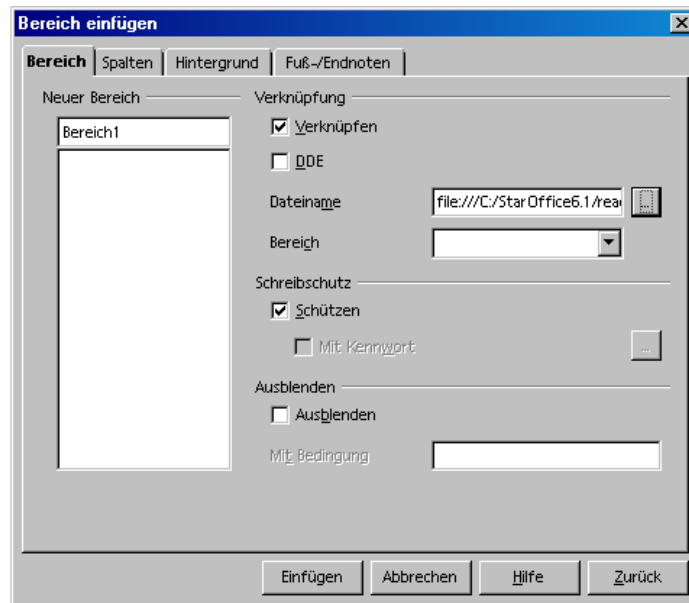 Bereich einfügen
Bereich Spalten Hintergrund Fuß-/Endnoten
Neuer Bereich
Bereich1
Verknüpfung
Verknüpfen
DDE
Dateiname file:///C:/StarOffice6.1/rea ...
Bereich
Schreibschutz
Schützen
Mit Kennwort ...
Ausblenden
Ausblenden
Mit Bedingung
Einfügen Abbrechen Hilfe Zurück